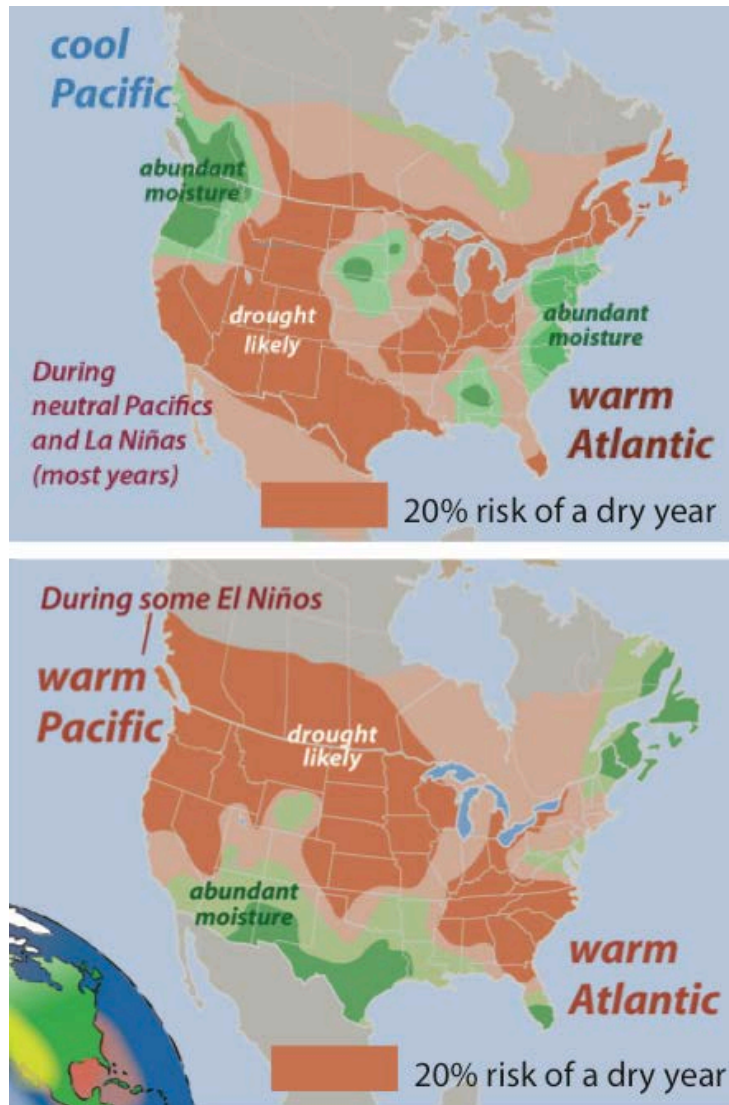 cool
Pacific
abundant
moisture
drought
likely
abundant
moisture
During
neutral Pacifics
and La Niñas
(most years)
warm
Atlantic
20% risk of a dry year
During some El Niños
warm
Pacific
drought
likely
abundant
moisture
warm
Atlantic
20% risk of a dry year